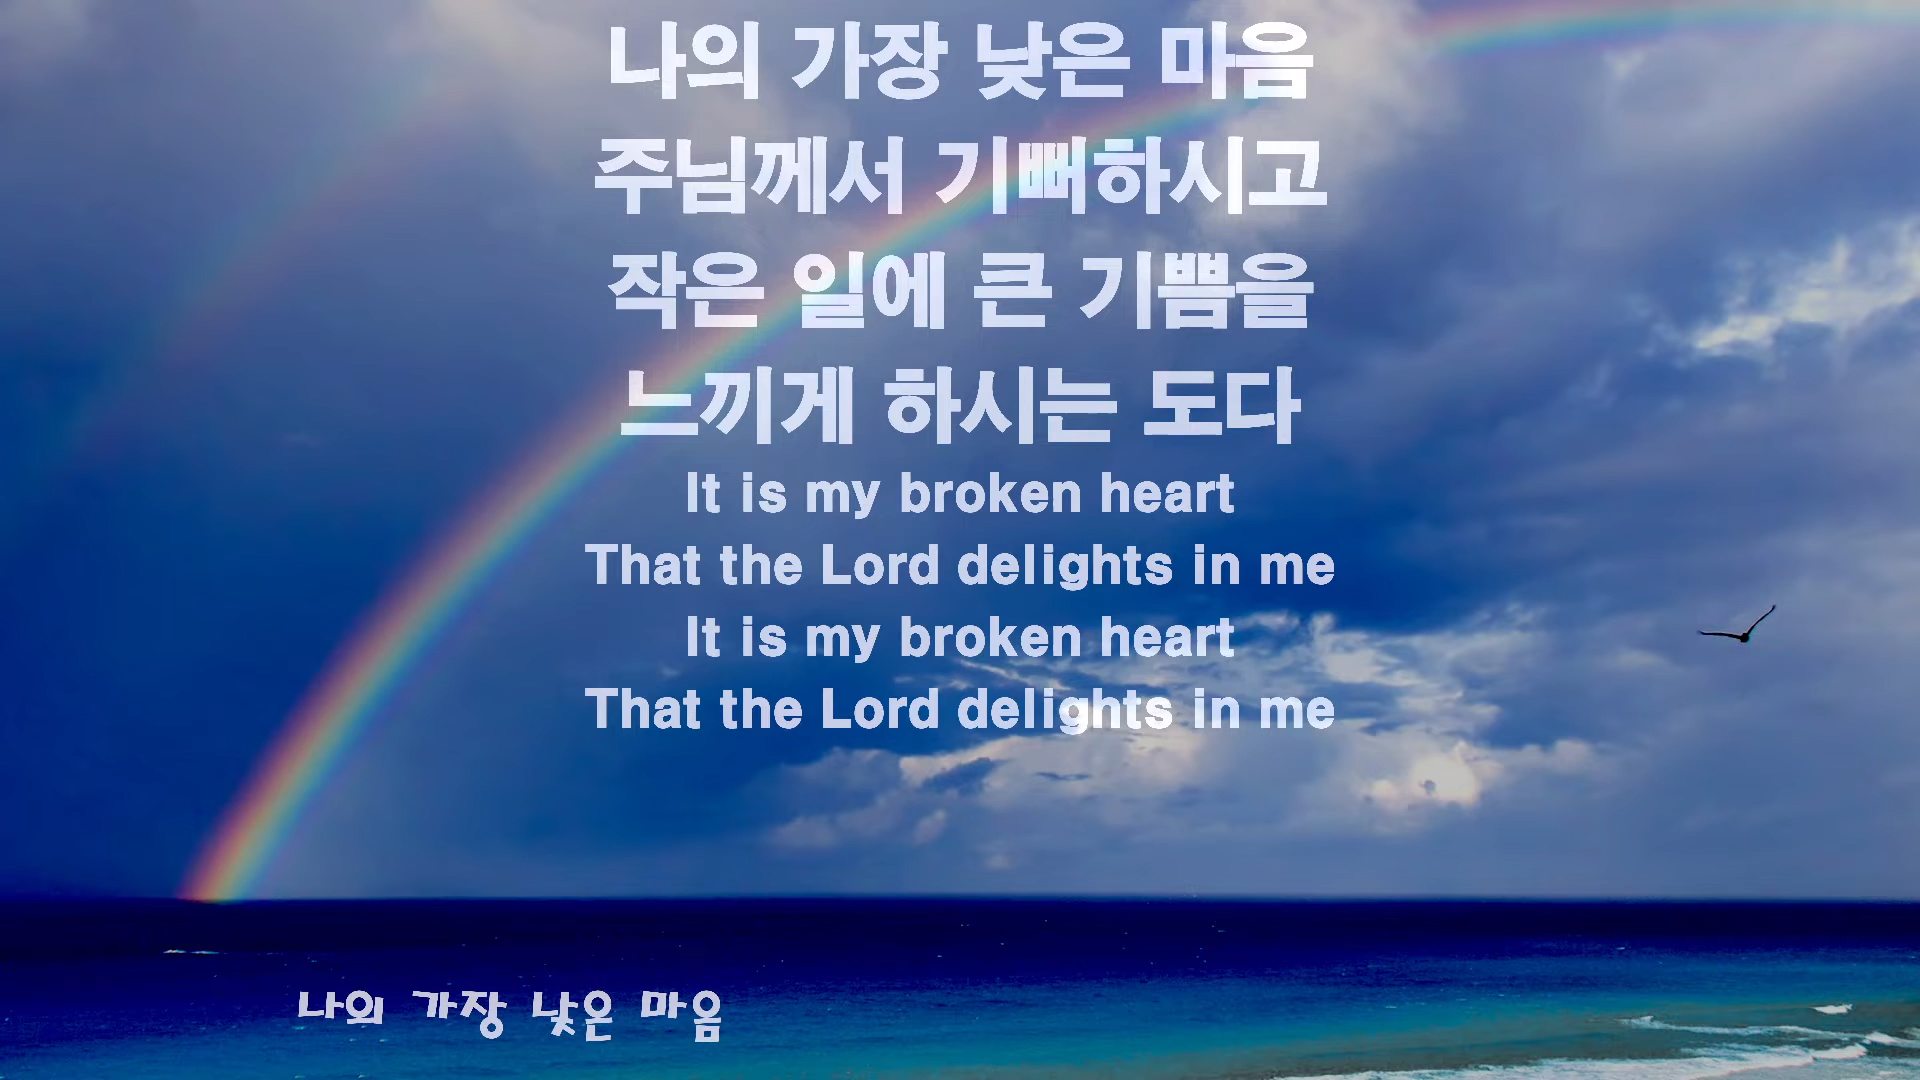 나의 가장 낮은 마음
주님께서 기뻐하시고
작은 일에 큰 기쁨을
느끼게 하시는 도다
It is my broken heart
That the Lord delights in me
It is my broken heart
That the Lord delights in me
나의 가장 낮은 마음